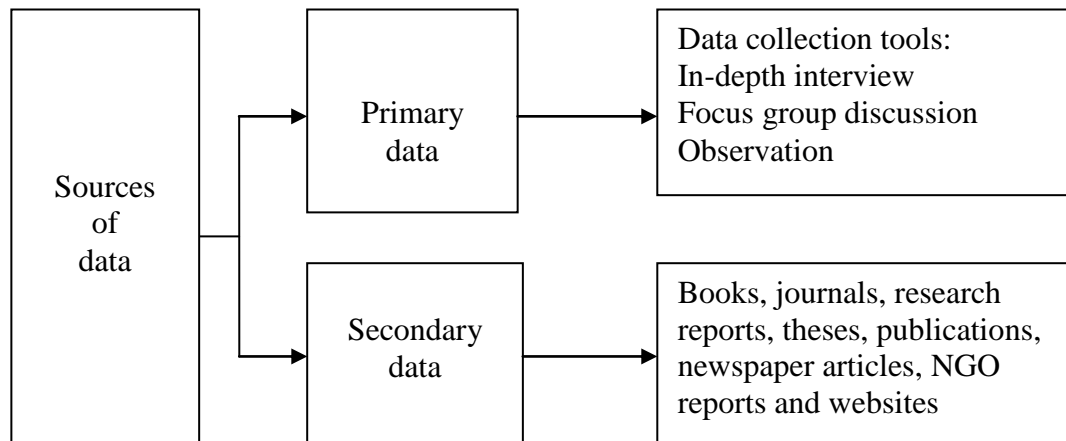 Sources
of
data
Primary
data
Data collection tools:
In-depth interview
Focus group discussion
Observation
Secondary
data
Books, journals, research
reports, theses, publications,
newspaper articles, NGO
reports and websites